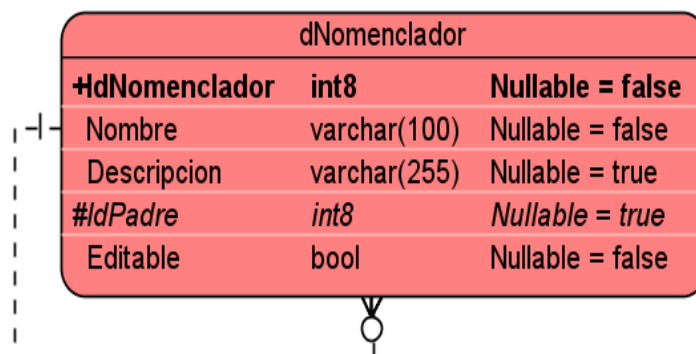 dNomenclador
+IdNomenclador int8 Nullable = false
Nombre varchar(100) Nullable = false
Descripcion varchar(255) Nullable = true
#IdPadre int8 Nullable = true
Editable bool Nullable = false